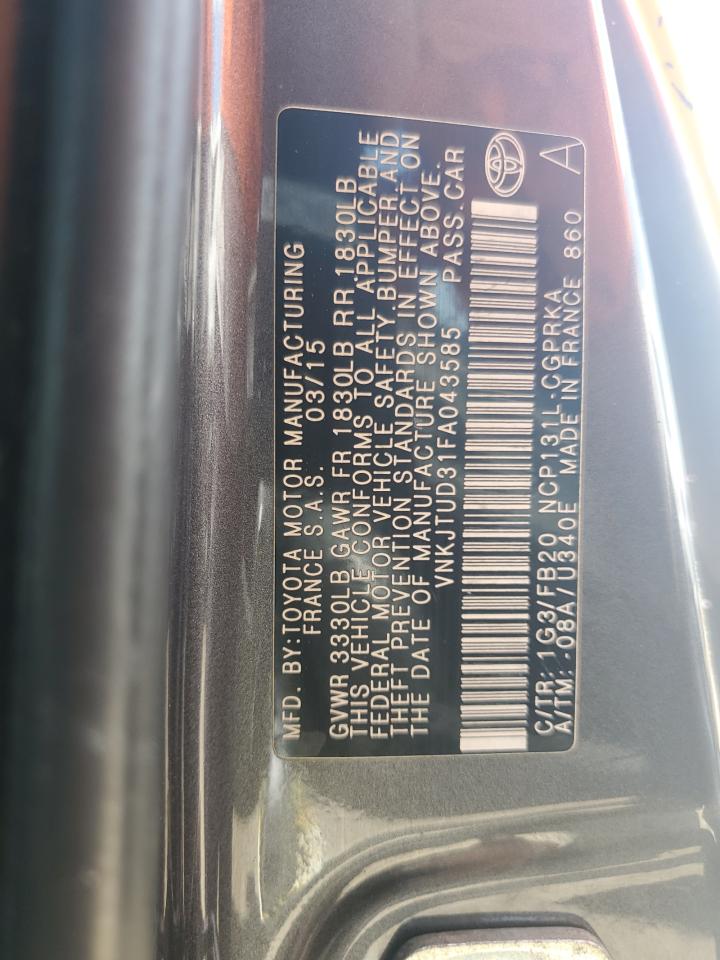 MFD. BY:TOYOTA MOTOR MANUFACTURING
FRANCE S.A.S. 03/15
GVWR 3330LB GAWR FR 1830LB RR 1830LB
THIS VEHICLE CONFORMS TO ALL APPLICABLE
FEDERAL MOTOR VEHICLE SAFETY,BUMPER,AND
THEFT PREVENTION STANDARDS IN EFFECT ON
THE DATE OF MANUFACTURE SHOWN ABOVE.
VNKJTUD31FA043585 PASS.CAR
C/TR: 1G3/FB20 NCP131L-CGPRKA
A/TM: -08A/U340E MADE IN FRANCE 860
A